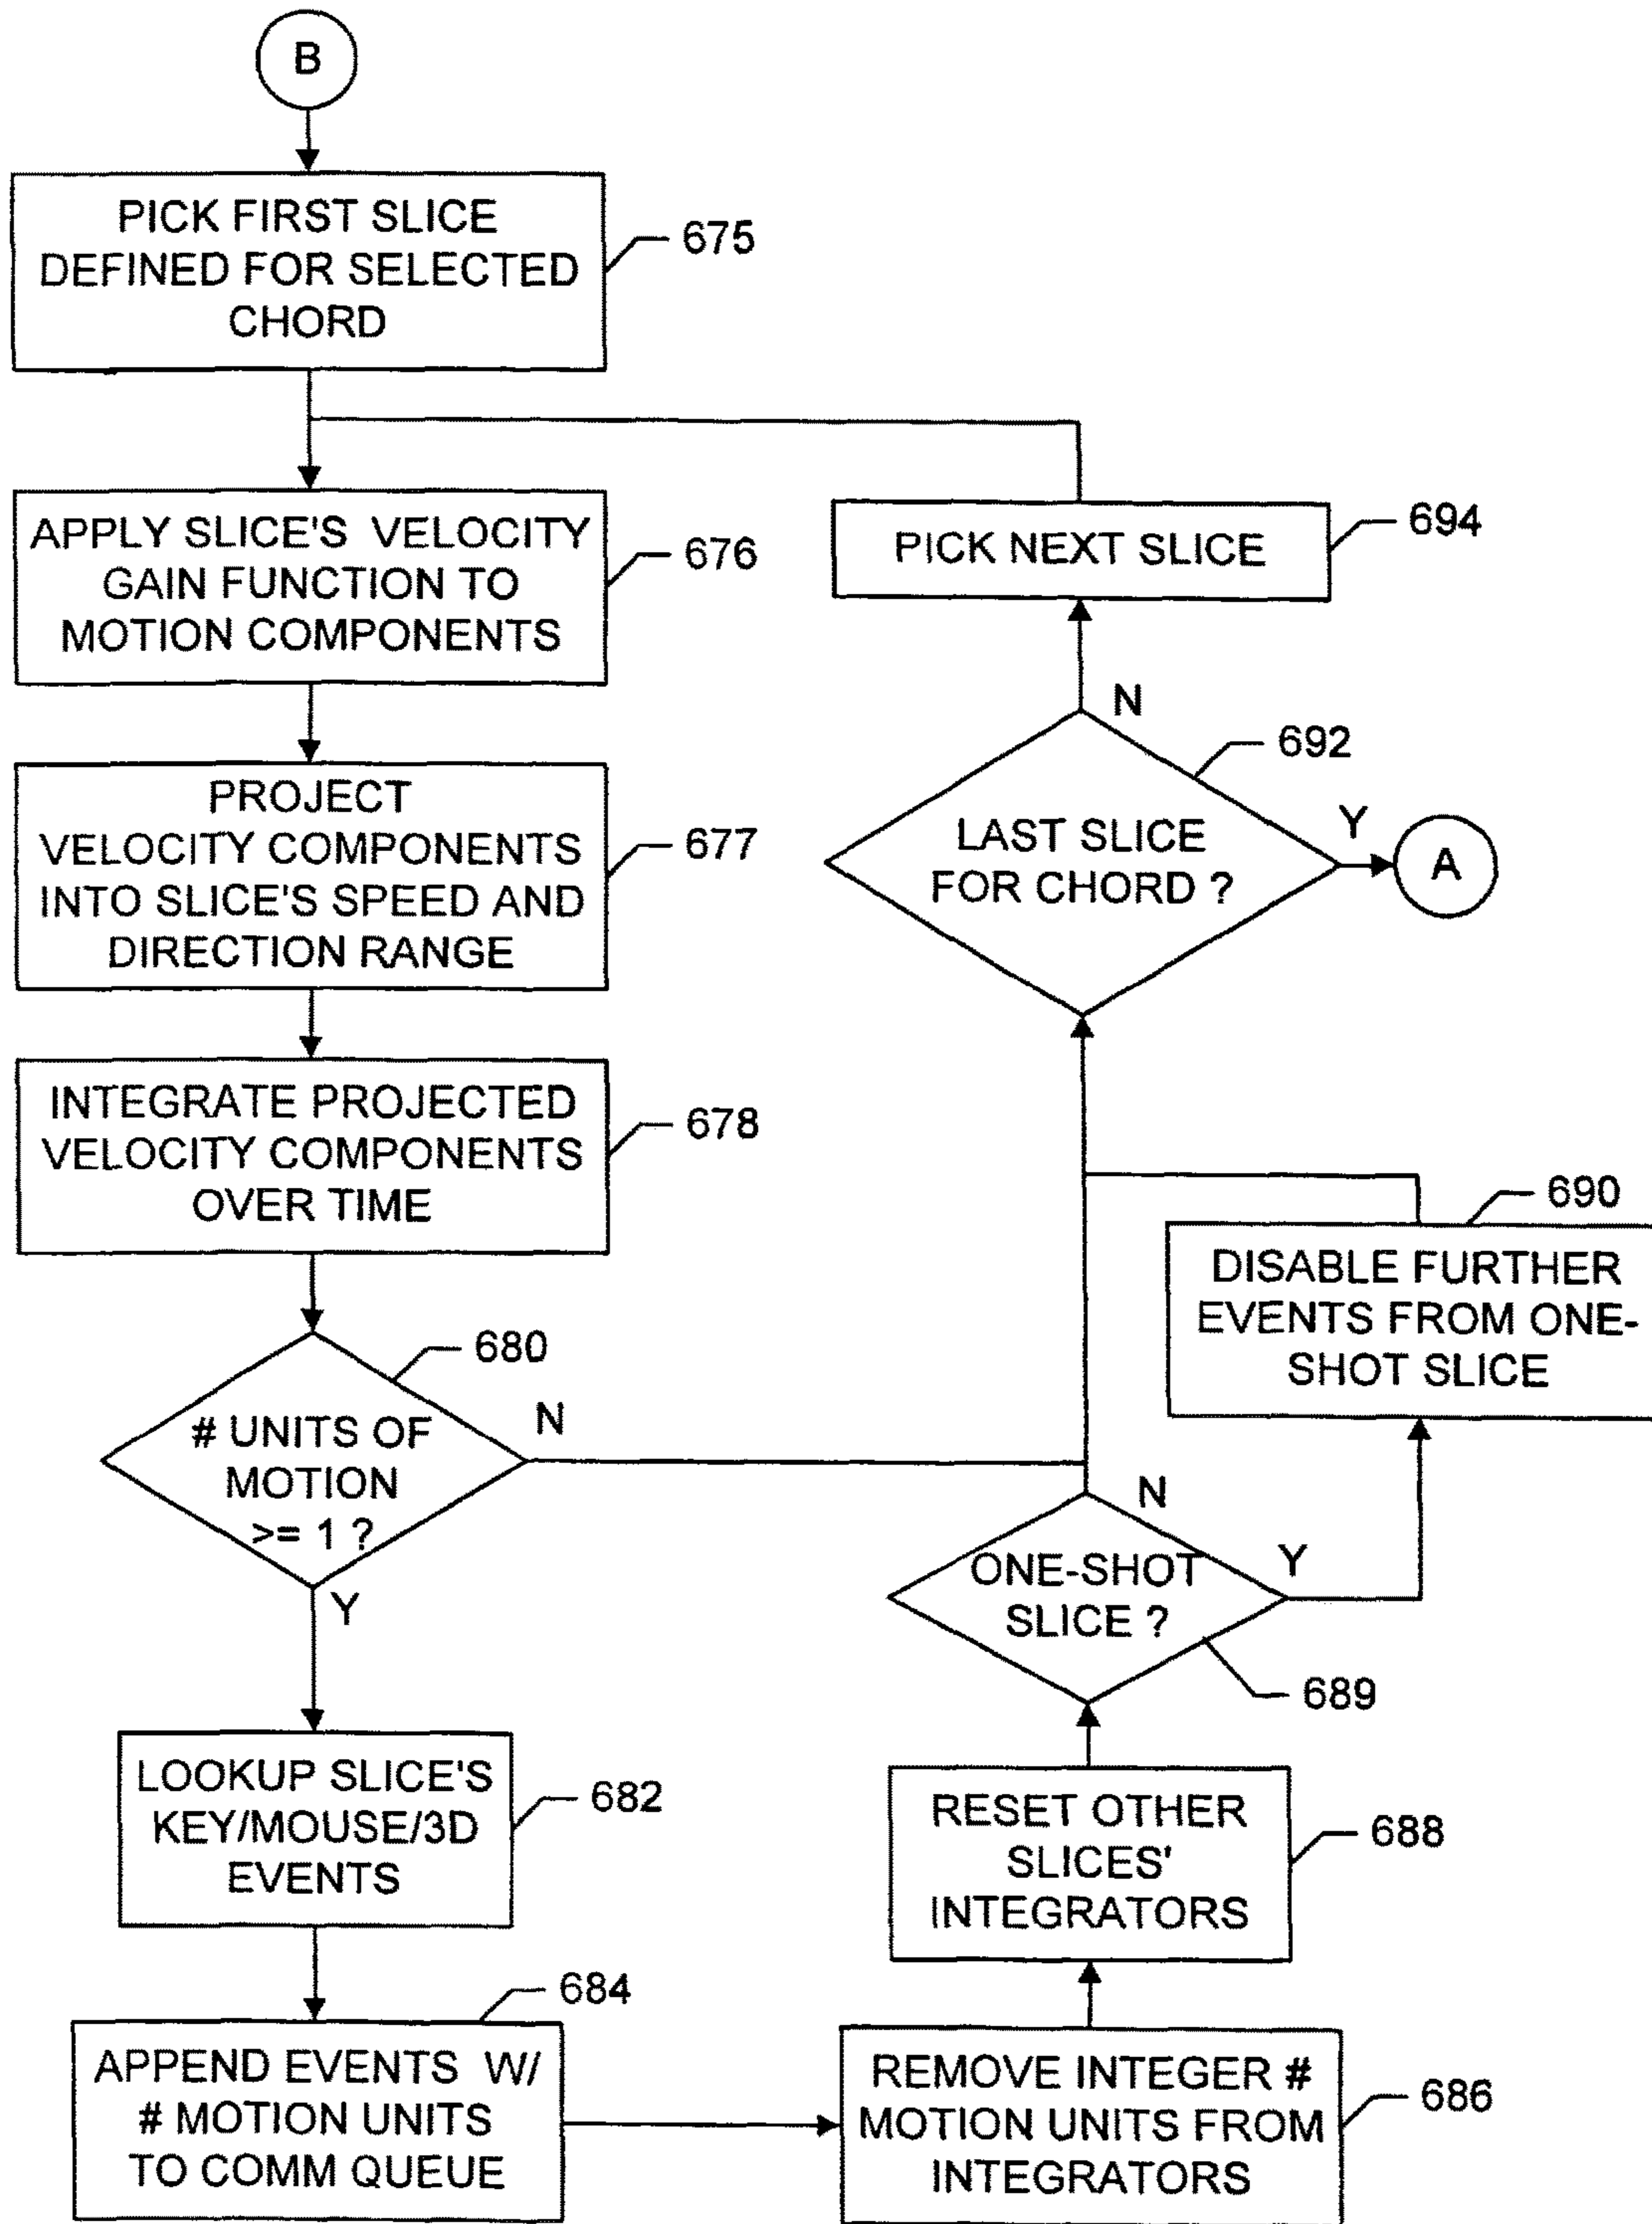 B
PICK FIRST SLICE
DEFINED FOR SELECTED
CHORD
675
APPLY SLICE'S VELOCITY
GAIN FUNCTION TO
MOTION COMPONENTS
676
PROJECT
VELOCITY COMPONENTS
INTO SLICE'S SPEED AND
DIRECTION RANGE
677
INTEGRATE PROJECTED
VELOCITY COMPONENTS
OVER TIME
678
# UNITS OF
MOTION
>= 1 ?
680
N
Y
LOOKUP SLICE'S
KEY/MOUSE/3D
EVENTS
682
APPEND EVENTS W/
# MOTION UNITS
TO COMM QUEUE
684
REMOVE INTEGER #
MOTION UNITS FROM
INTEGRATORS
686
RESET OTHER
SLICES'
INTEGRATORS
688
ONE-SHOT
SLICE ?
689
N
Y
DISABLE FURTHER
EVENTS FROM ONE-
SHOT SLICE
690
LAST SLICE
FOR CHORD ?
692
N
Y
A
PICK NEXT SLICE
694